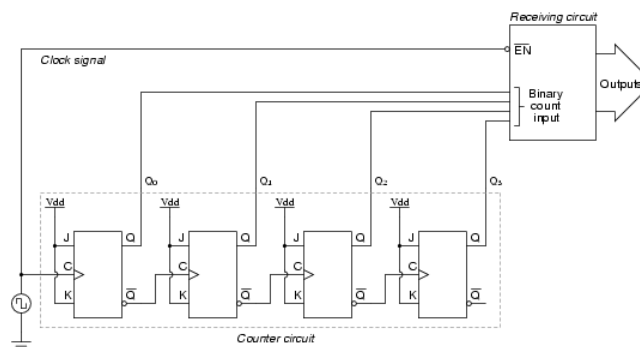 Receiving circuit
Clock signal
EN
Binary
count
input
Outputs
Q0 Q1 Q2 Q3
Vdd Vdd Vdd Vdd
J Q J Q J Q J Q
C C C C
K Q K Q K Q K Q
Counter circuit